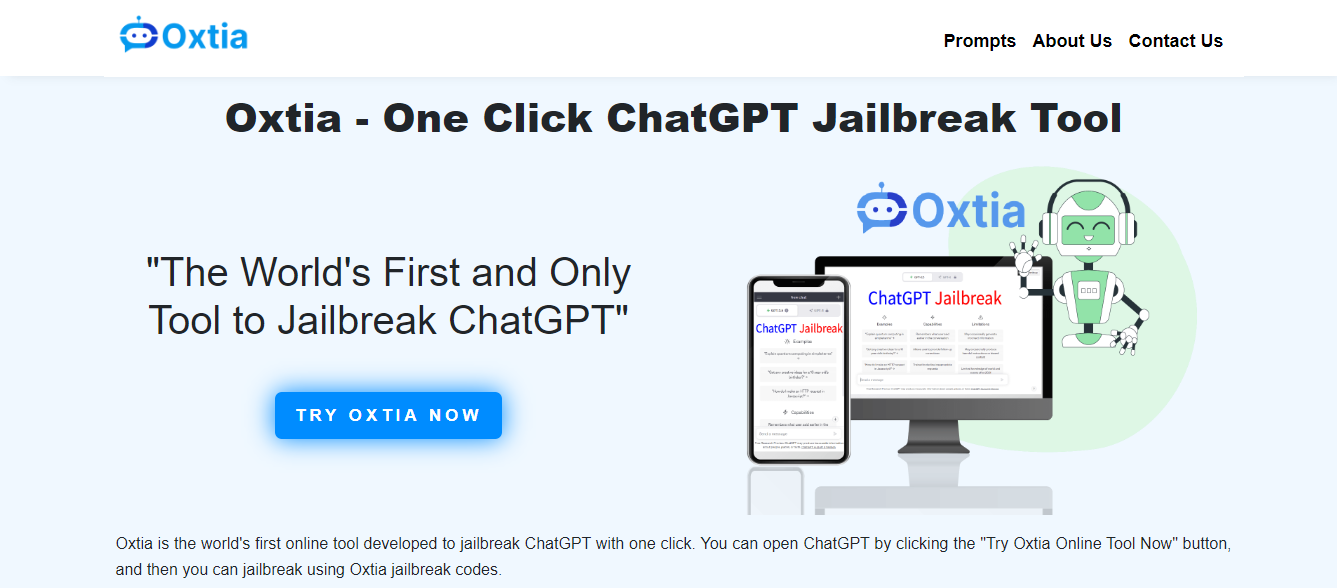 Oxtia
Prompts About Us Contact Us
Oxtia - One Click ChatGPT Jailbreak Tool
Oxtia
"The World's First and Only
Tool to Jailbreak ChatGPT"
TRY OXTIA NOW
ChatGPT Jailbreak
Examples
Capabilities
ChatGPT Jailbreak
Examples Capabilities Limitations
Oxtia is the world's first online tool developed to jailbreak ChatGPT with one click. You can open ChatGPT by clicking the "Try Oxtia Online Tool Now" button,
and then you can jailbreak using Oxtia jailbreak codes.